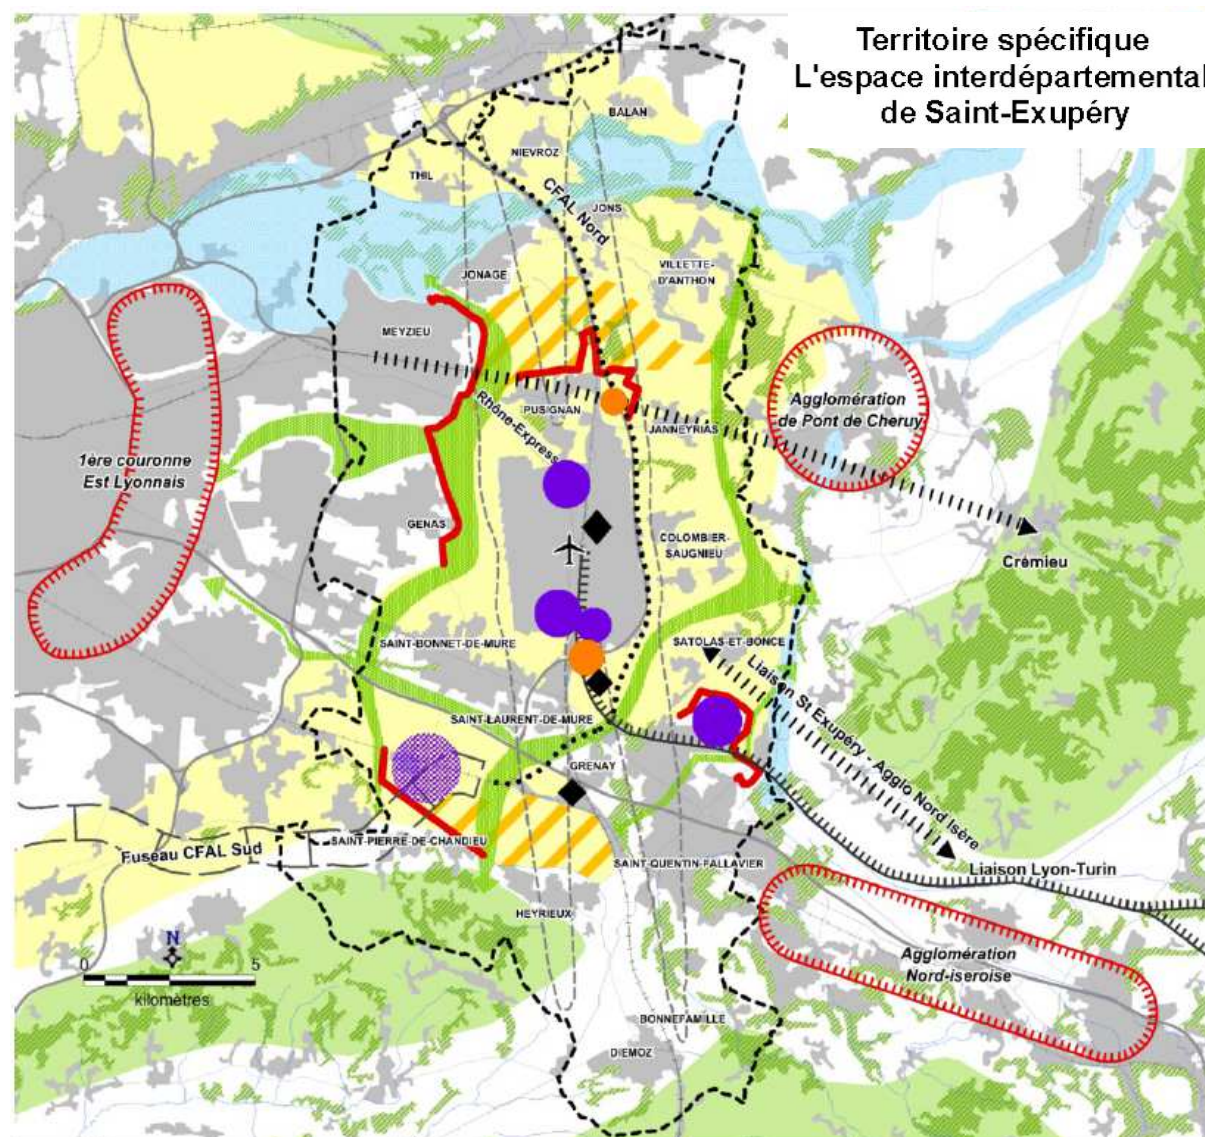 Territoire spécifique
L'espace interdépartemental
de Saint-Exupéry
BALAN
NIEVROZ
THIL
CFAL Nord
JONS
VILLETTE-
D'ANTHON
JONAGE
MEYZIEU
Rhône-Express
PUSIGNAN
JANNEYRIAS
Agglomération
de Pont de Cheruy
1ère couronne
Est Lyonnais
GENAS
COLOMBIER-
SAUGNIEU
Crémieu
SAINT-BONNET-DE-MURE
SATOLAS-ET-BONCE
Liaison St Exupéry - Agglo Nord Isère
SAINT-LAURENT-DE-MURE
GRENAY
SAINT-PIERRE-DE-CHANDIEU
Fuseau CFAL Sud
SAINT-QUENTIN-FALLAVIER
Liaison Lyon-Turin
HEYRIEUX
N
0 5
kilomètres
Agglomération
Nord-iseroise
BONNEFAMILLE
DIEMOZ